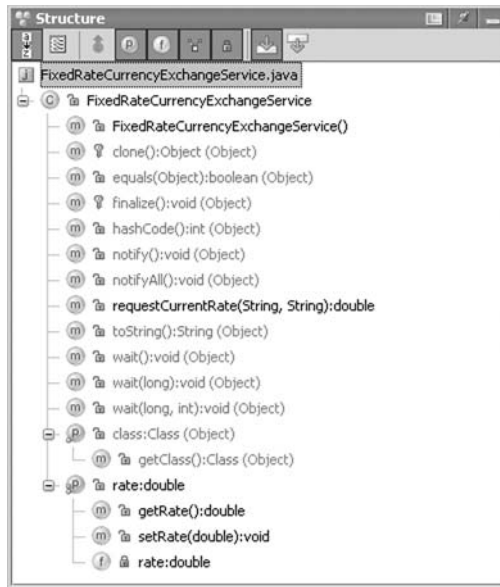 Structure
FixedRateCurrencyExchangeService.java
FixedRateCurrencyExchangeService
FixedRateCurrencyExchangeService()
clone():Object (Object)
equals(Object):boolean (Object)
finalize():void (Object)
hashCode():int (Object)
notify():void (Object)
notifyAll():void (Object)
requestCurrentRate(String, String):double
toString():String (Object)
wait():void (Object)
wait(long):void (Object)
wait(long, int):void (Object)
class:Class (Object)
getClass():Class (Object)
rate:double
getRate():double
setRate(double):void
rate:double